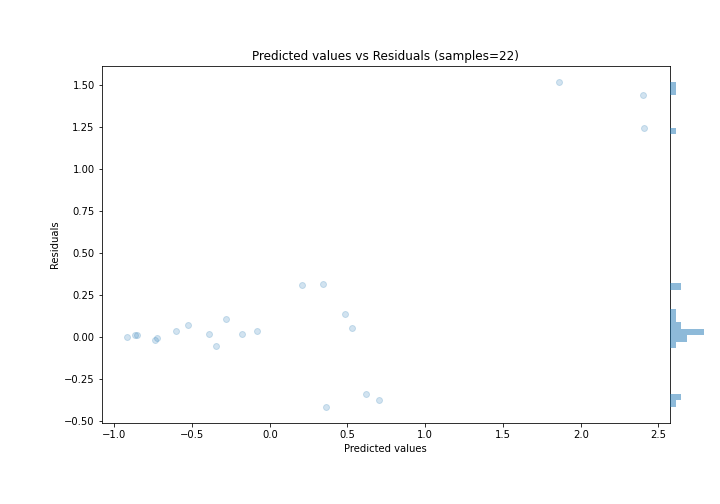 Predicted values vs Residuals (samples=22)
1.50
1.25
1.00
0.75
0.50
0.25
0.00
−0.25
−0.50
Residuals
−1.0 −0.5 0.0 0.5 1.0 1.5 2.0 2.5
Predicted values